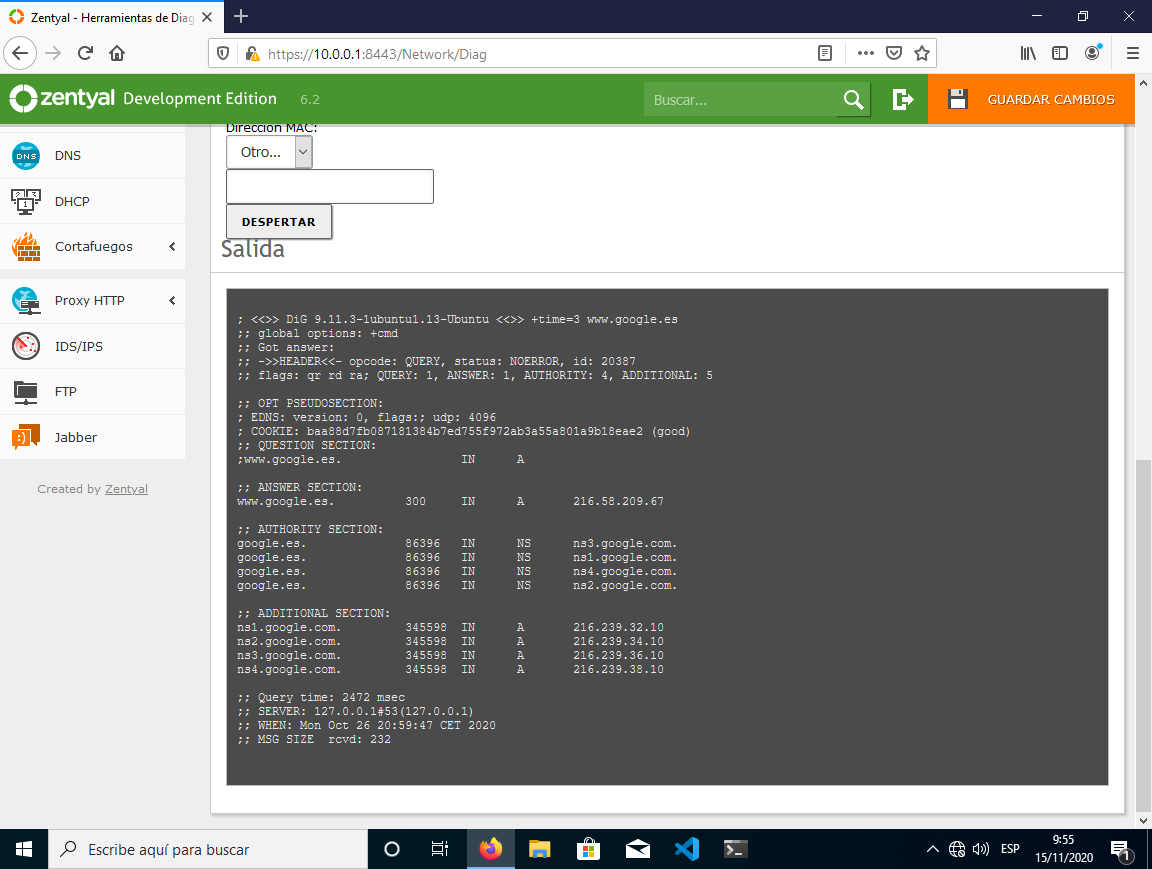 Zentyal - Herramientas de Diag
https://10.0.0.1:8443/Network/Diag
zentyal Development Edition 6.2
Buscar...
GUARDAR CAMBIOS
DNS
DNS
DHCP
Cortafuegos
Proxy HTTP
IDS/IPS
FTP
Jabber
Created by Zentyal
Dirección MAC:
Otro...
DESPERTAR
Salida
; <<>> DiG 9.11.3-1ubuntu1.13-Ubuntu <<>> +time=3 www.google.es
;; global options: +cmd
;; Got answer:
;; ->>HEADER<<- opcode: QUERY, status: NOERROR, id: 20387
;; flags: qr rd ra; QUERY: 1, ANSWER: 1, AUTHORITY: 4, ADDITIONAL: 5
;; OPT PSEUDOSECTION:
; EDNS: version: 0, flags:; udp: 4096
; COOKIE: baa88d7fb087181384b7ed755f972ab3a55a801a9b18eae2 (good)
;; QUESTION SECTION:
;www.google.es. IN A
;; ANSWER SECTION:
www.google.es. 300 IN A 216.58.209.67
;; AUTHORITY SECTION:
google.es. 86396 IN NS ns3.google.com.
google.es. 86396 IN NS ns1.google.com.
google.es. 86396 IN NS ns4.google.com.
google.es. 86396 IN NS ns2.google.com.
;; ADDITIONAL SECTION:
ns1.google.com. 345598 IN A 216.239.32.10
ns2.google.com. 345598 IN A 216.239.34.10
ns3.google.com. 345598 IN A 216.239.36.10
ns4.google.com. 345598 IN A 216.239.38.10
;; Query time: 2472 msec
;; SERVER: 127.0.0.1#53(127.0.0.1)
;; WHEN: Mon Oct 26 20:59:47 CET 2020
;; MSG SIZE rcvd: 232
Escribe aquí para buscar
ESP
9:55
15/11/2020
1